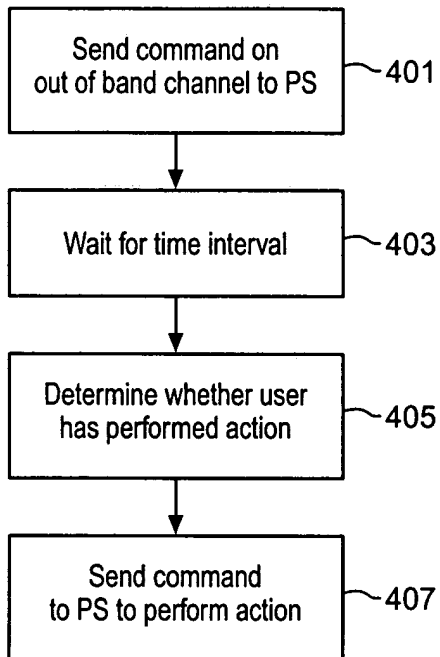 Send command on
out of band channel to PS
401
Wait for time interval
403
Determine whether user
has performed action
405
Send command
to PS to perform action
407